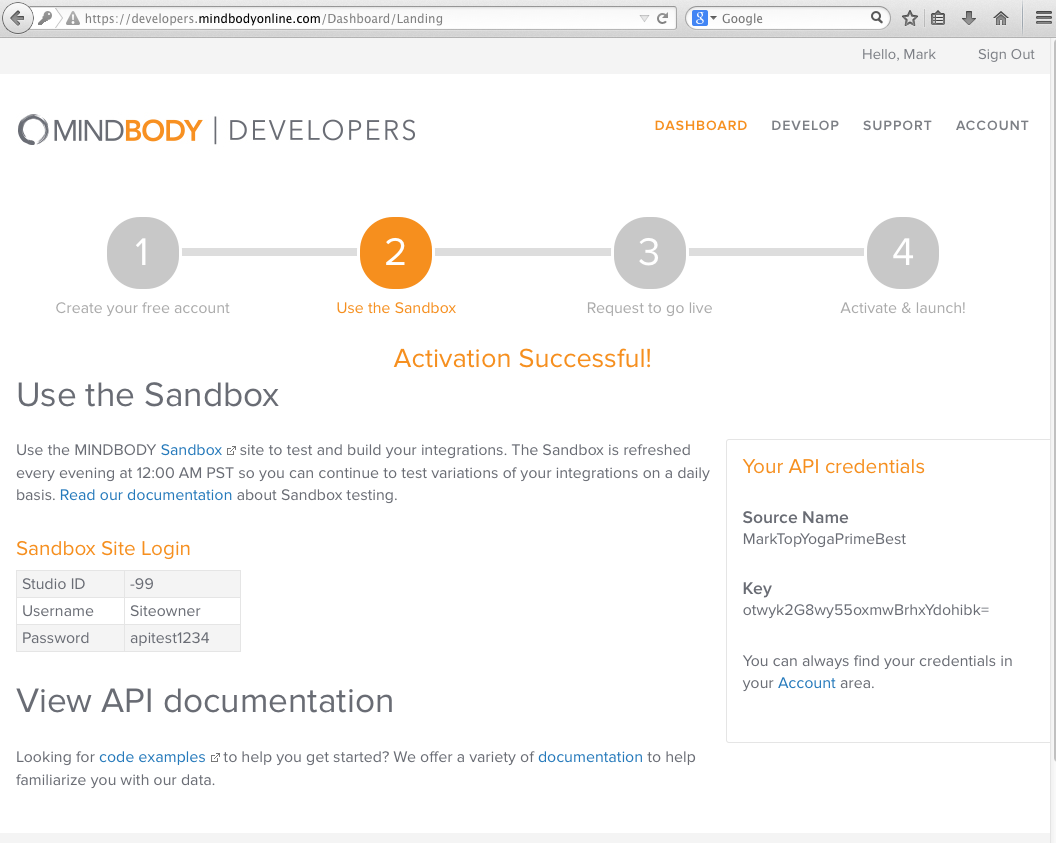 https://developers.mindbodyonline.com/Dashboard/Landing
8
Google
Hello, Mark
Sign Out
MINDBODY | DEVELOPERS
DASHBOARD
DEVELOP
SUPPORT
ACCOUNT
1
2
3
4
Create your free account
Use the Sandbox
Request to go live
Activate & launch!
Activation Successful!
Use the Sandbox
Use the MINDBODY Sandbox site to test and build your integrations. The Sandbox is refreshed
every evening at 12:00 AM PST so you can continue to test variations of your integrations on a daily
basis. Read our documentation about Sandbox testing.
Sandbox Site Login
Studio ID -99
Username Siteowner
Password apitest1234
View API documentation
Looking for code examples to help you get started? We offer a variety of documentation to help
familiarize you with our data.
Your API credentials
Source Name
MarkTopYogaPrimeBest
Key
otwyk2G8wy55oxmwBrhxYdohibk=
You can always find your credentials in
your Account area.